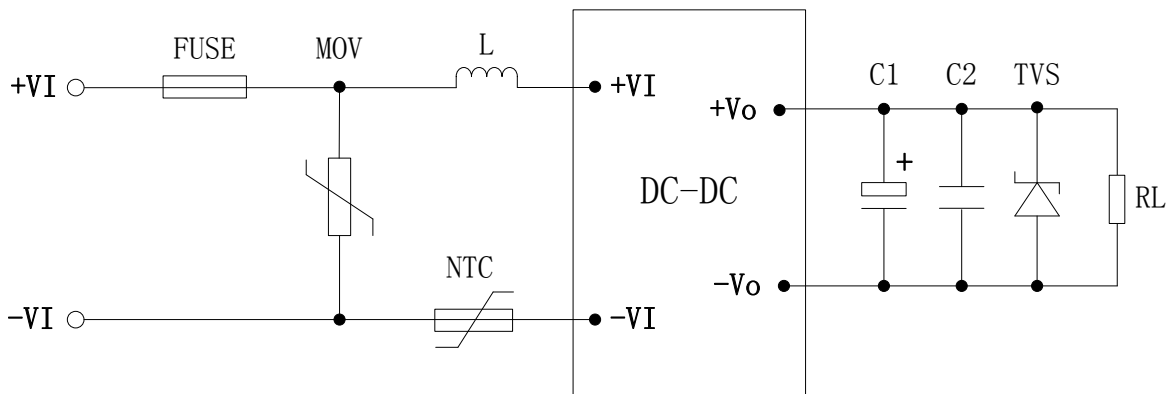 FUSE
MOV
L
+VI
+VI
C1
C2
TVS
+Vo
+
DC-DC
RL
NTC
-Vo
-VI
-VI